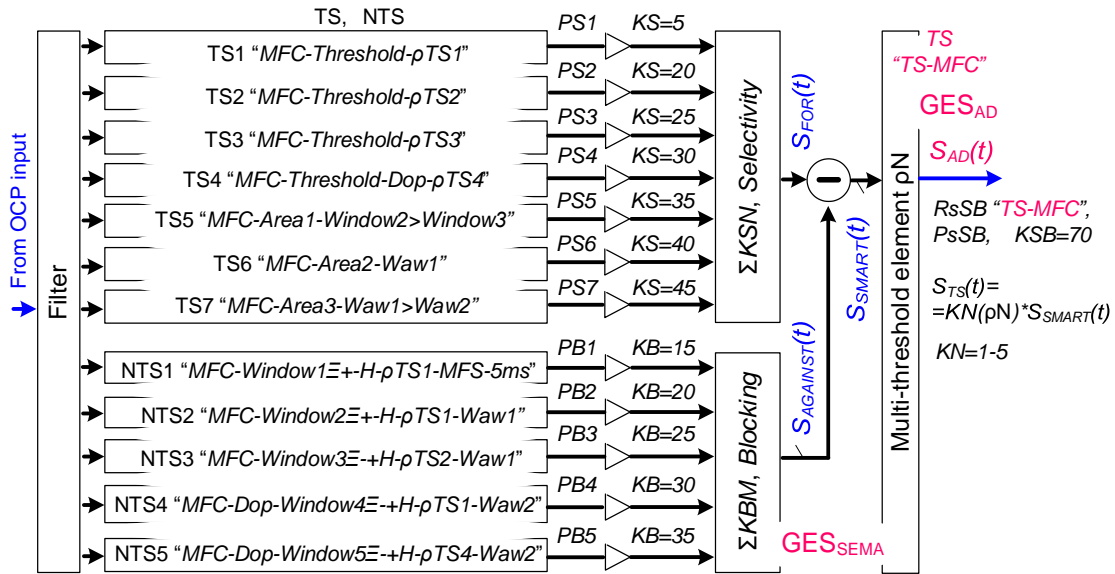 TS, NTS
From OCP input
Filter
TS1 “MFC-Threshold-ρTS1”
PS1
KS=5
TS2 “MFC-Threshold-ρTS2”
PS2
KS=20
TS3 “MFC-Threshold-ρTS3”
PS3
KS=25
TS4 “MFC-Threshold-Dop-ρTS4”
PS4
KS=30
TS5 “MFC-Area1-Window2>Window3”
PS5
KS=35
TS6 “MFC-Area2-Waw1”
PS6
KS=40
TS7 “MFC-Area3-Waw1>Waw2”
PS7
KS=45
ΣKSN, Selectivity
NTS1 “MFC-Window1Ξ+-H-ρTS1-MFS-5ms”
PB1
KB=15
NTS2 “MFC-Window2Ξ+-H-ρTS1-Waw1”
PB2
KB=20
NTS3 “MFC-Window3Ξ-+H-ρTS2-Waw1”
PB3
KB=25
NTS4 “MFC-Dop-Window4Ξ-+H-ρTS1-Waw2”
PB4
KB=30
NTS5 “MFC-Dop-Window5Ξ-+H-ρTS4-Waw2”
PB5
KB=35
ΣKBM, Blocking
SFOR(t)
SAGAINST(t)
SSMART(t)
GESSEMA
Multi-threshold element ρN
TS
“TS-MFC”
GESAD
SAD(t)
RsSB “TS-MFC”,
PsSB, KSB=70
STS(t)=
=KN(ρN)*SSMART(t)
KN=1-5